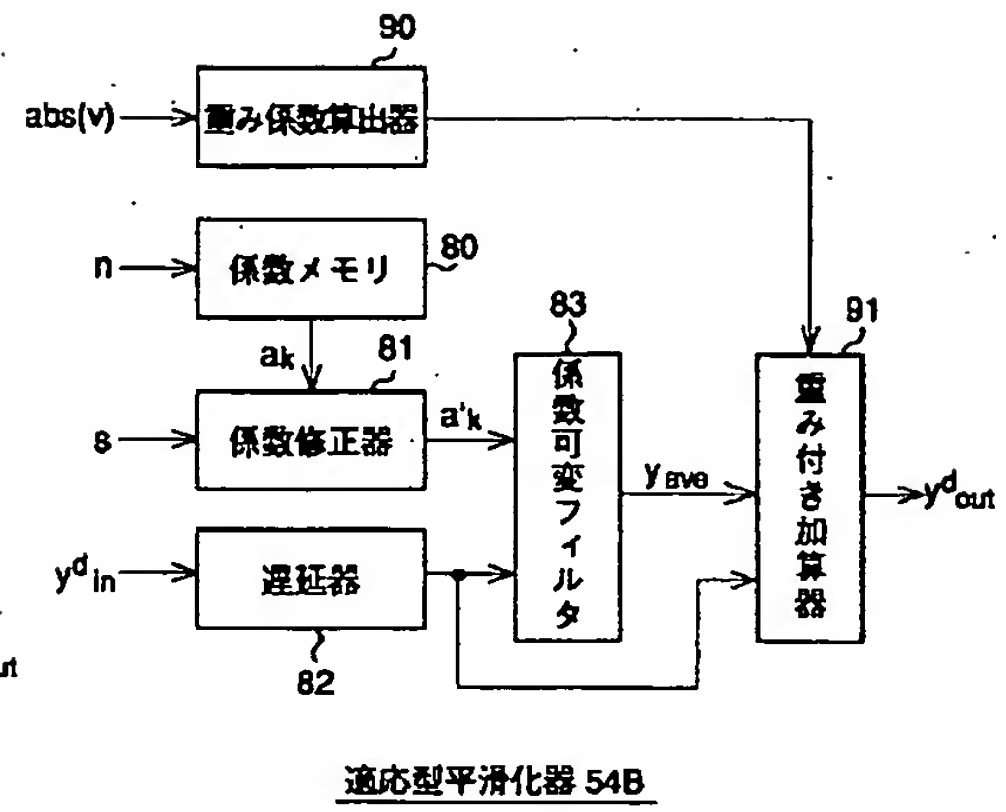 90
abs(v)
重み係数算出器
n
係数メモリ
80
ak
81
83
91
s
係数修正器
a'k
係数可変フィルタ
yave
重み付き加算器
ydout
ydin
遅延器
82
ut
適応型平滑化器 54B